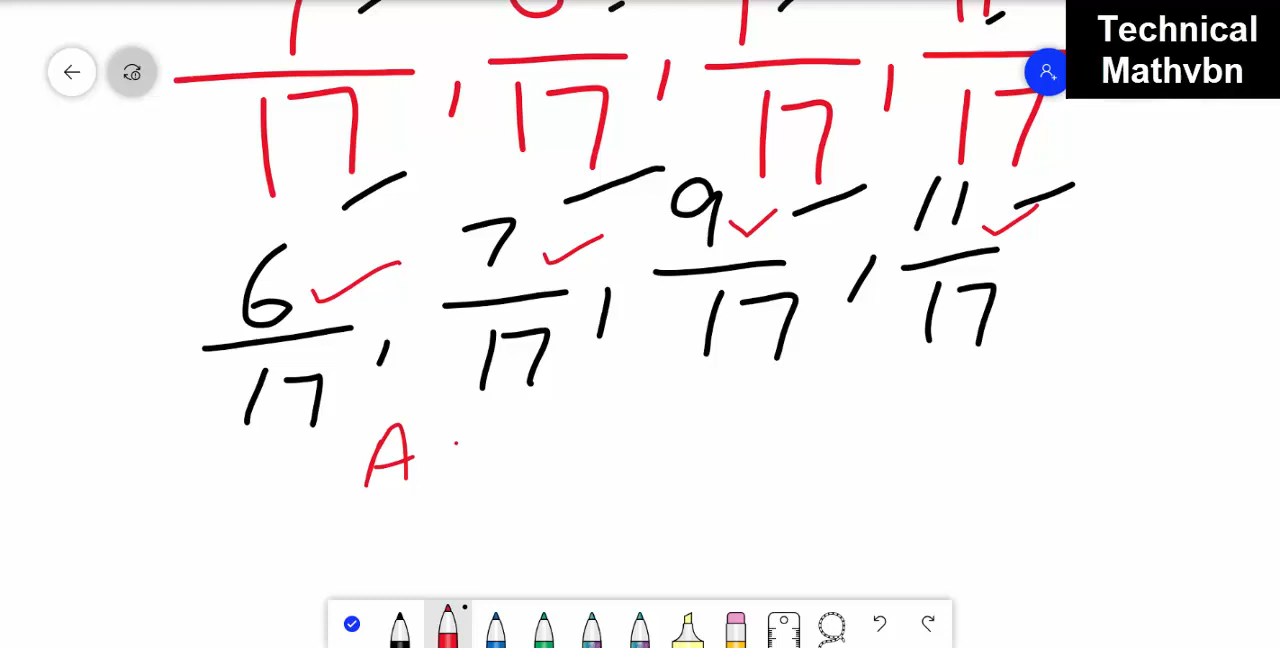 Technical
Mathvbn
17 , 17 , 17 , 17
6/17 , 7/17 , 9/17 , 11/17
A